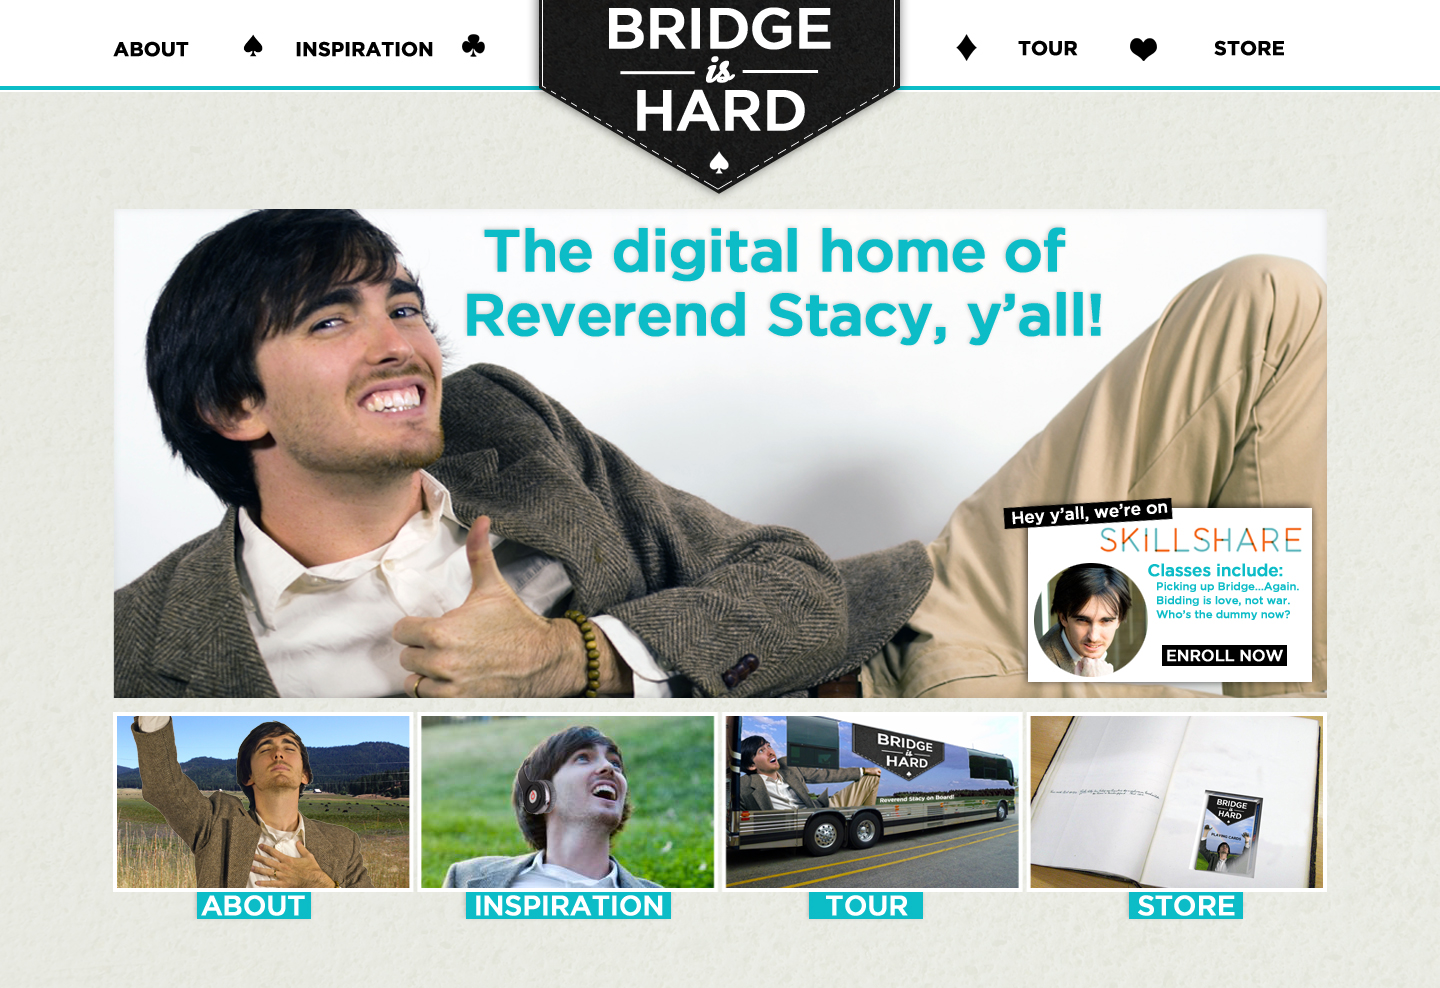 ABOUT
INSPIRATION
BRIDGE
is
HARD
TOUR
STORE
The digital home of
Reverend Stacy, y’all!
Hey y’all, we’re on
SKILLSHARE
Classes include:
Picking up Bridge...Again.
Bidding is love, not war.
Who’s the dummy now?
ENROLL NOW
BRIDGE
is
HARD
Reverend Stacy on Board!
BRIDGE
is
HARD
PLAYING CARDS
ABOUT
INSPIRATION
TOUR
STORE